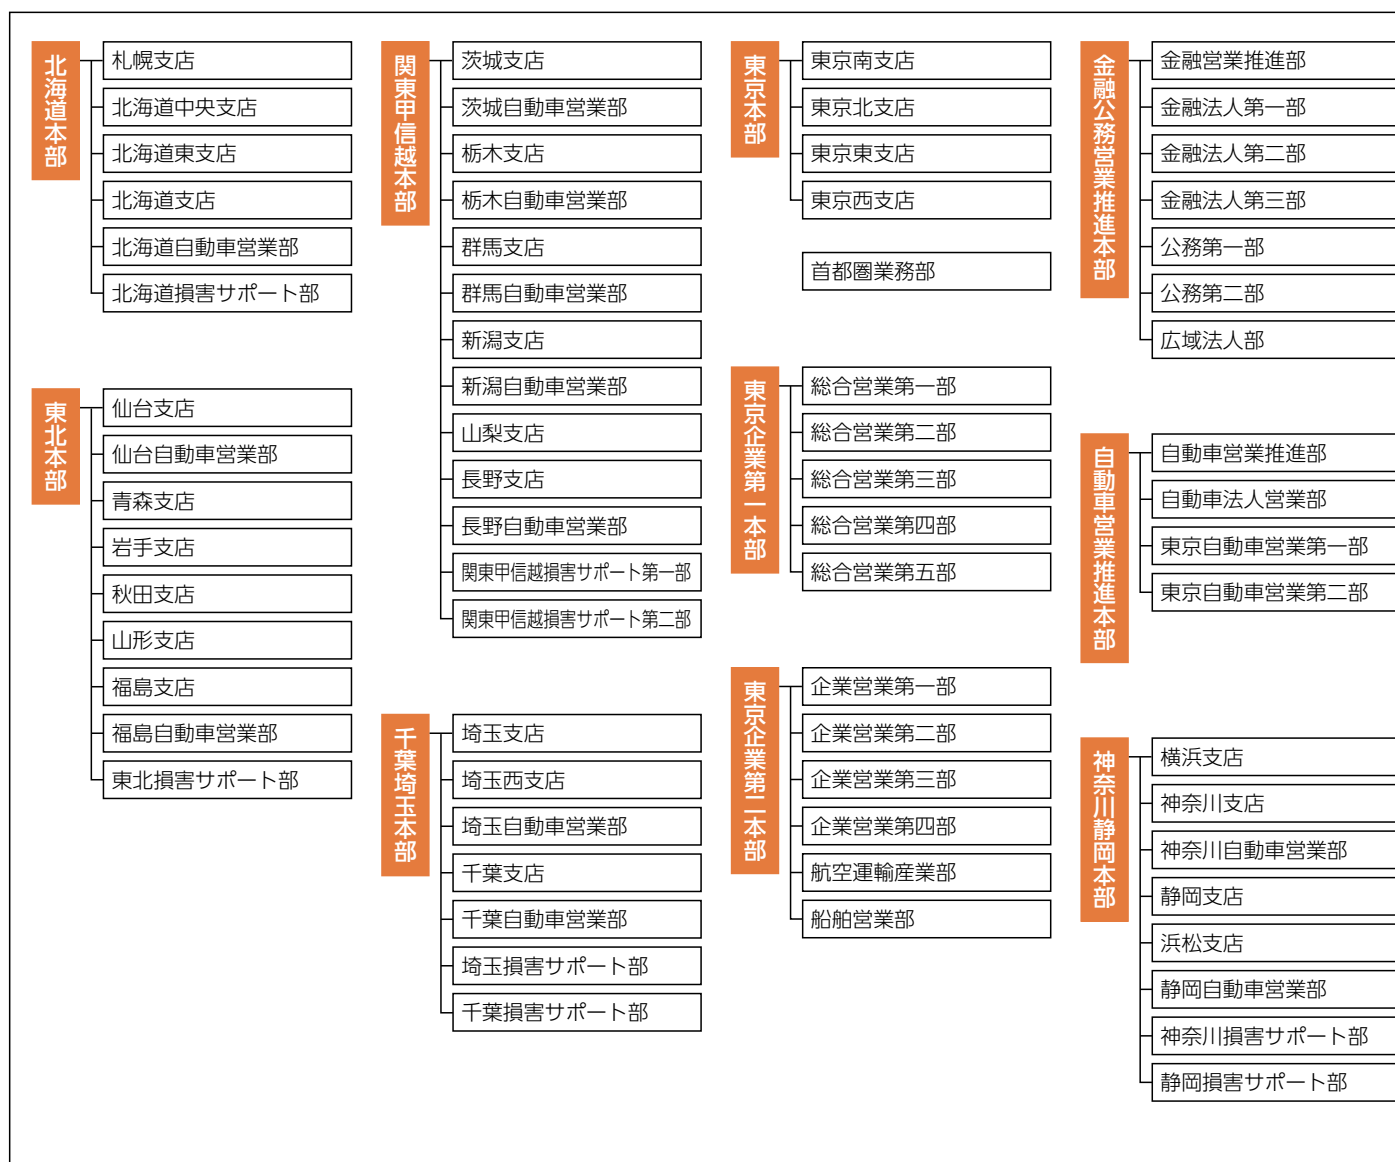 北海道本部
札幌支店
北海道中央支店
北海道東支店
北海道支店
北海道自動車営業部
北海道損害サポート部
東北本部
仙台支店
仙台自動車営業部
青森支店
岩手支店
秋田支店
山形支店
福島支店
福島自動車営業部
東北損害サポート部
関東甲信越本部
茨城支店
茨城自動車営業部
栃木支店
栃木自動車営業部
群馬支店
群馬自動車営業部
新潟支店
新潟自動車営業部
山梨支店
長野支店
長野自動車営業部
関東甲信越損害サポート第一部
関東甲信越損害サポート第二部
千葉埼玉本部
埼玉支店
埼玉西支店
埼玉自動車営業部
千葉支店
千葉自動車営業部
埼玉損害サポート部
千葉損害サポート部
東京本部
東京南支店
東京北支店
東京東支店
東京西支店
首都圏業務部
東京企業第一本部
総合営業第一部
総合営業第二部
総合営業第三部
総合営業第四部
総合営業第五部
東京企業第二本部
企業営業第一部
企業営業第二部
企業営業第三部
企業営業第四部
航空運輸産業部
船舶営業部
金融公務営業推進本部
金融営業推進部
金融法人第一部
金融法人第二部
金融法人第三部
公務第一部
公務第二部
広域法人部
自動車営業推進本部
自動車営業推進部
自動車法人営業部
東京自動車営業第一部
東京自動車営業第二部
神奈川静岡本部
横浜支店
神奈川支店
神奈川自動車営業部
静岡支店
浜松支店
静岡自動車営業部
神奈川損害サポート部
静岡損害サポート部